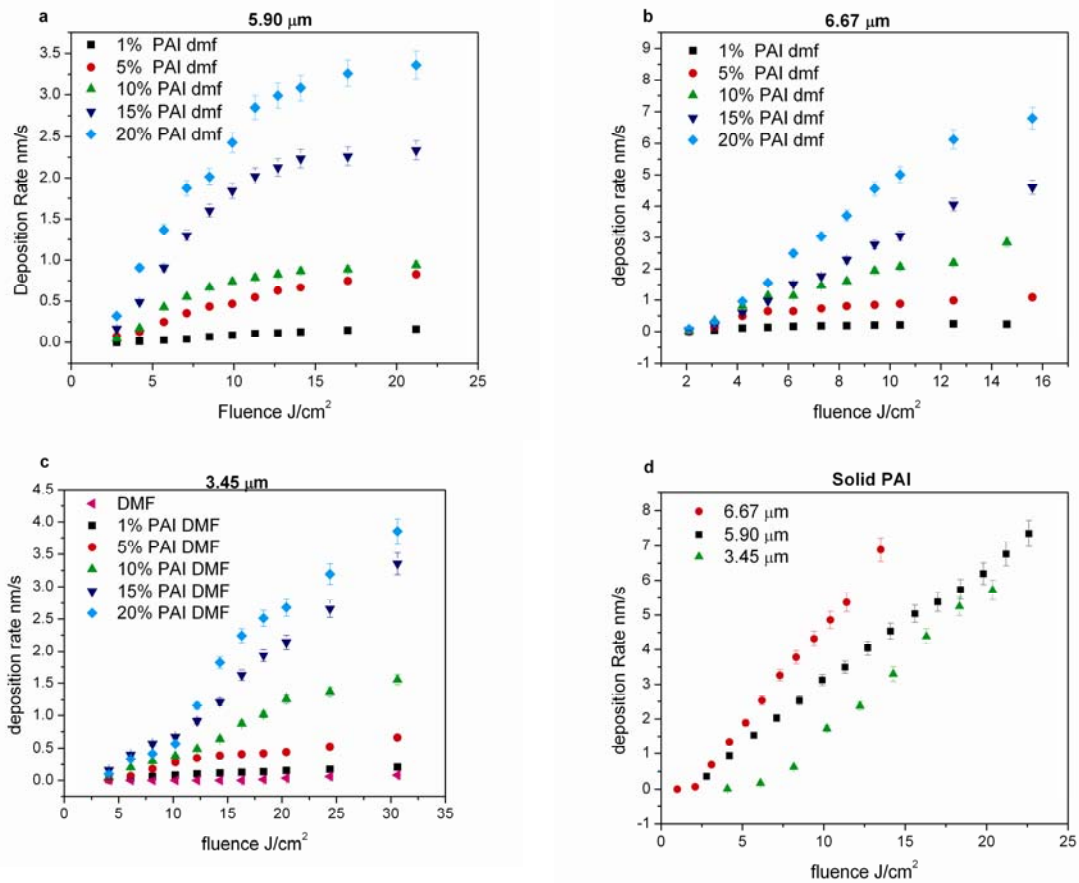 a
5.90 μm
1% PAI dmf
5% PAI dmf
10% PAI dmf
15% PAI dmf
20% PAI dmf
Deposition Rate nm/s
3.5
3.0
2.5
2.0
1.5
1.0
0.5
0.0
0 5 10 15 20 25
Fluence J/cm²
b
6.67 μm
1% PAI dmf
5% PAI dmf
10% PAI dmf
15% PAI dmf
20% PAI dmf
deposition rate nm/s
9
8
7
6
5
4
3
2
1
0
-1
2 4 6 8 10 12 14 16
fluence J/cm²
c
3.45 μm
DMF
1% PAI DMF
5% PAI DMF
10% PAI DMF
15% PAI DMF
20% PAI DMF
deposition rate nm/s
4.5
4.0
3.5
3.0
2.5
2.0
1.5
1.0
0.5
0.0
0 5 10 15 20 25 30 35
fluence J/cm²
d
Solid PAI
6.67 μm
5.90 μm
3.45 μm
deposition Rate nm/s
8
7
6
5
4
3
2
1
0
-1
0 5 10 15 20 25
fluence J/cm²